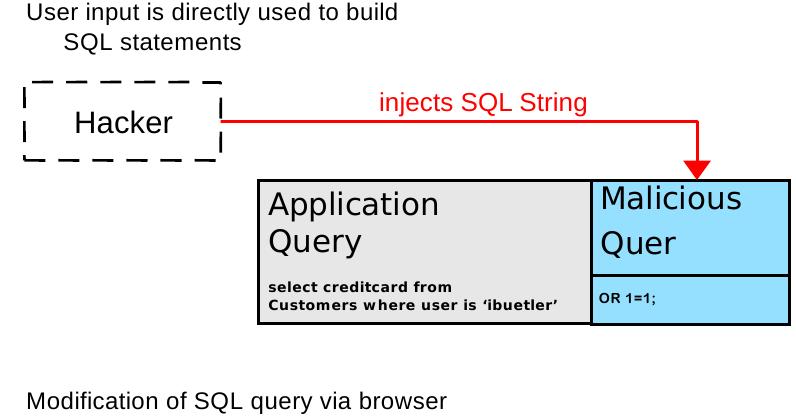 User input is directly used to build
SQL statements
Hacker
injects SQL String
Application
Query
select creditcard from
Customers where user is ‘ibuetler’
Malicious
Quer
OR 1=1;
Modification of SQL query via browser